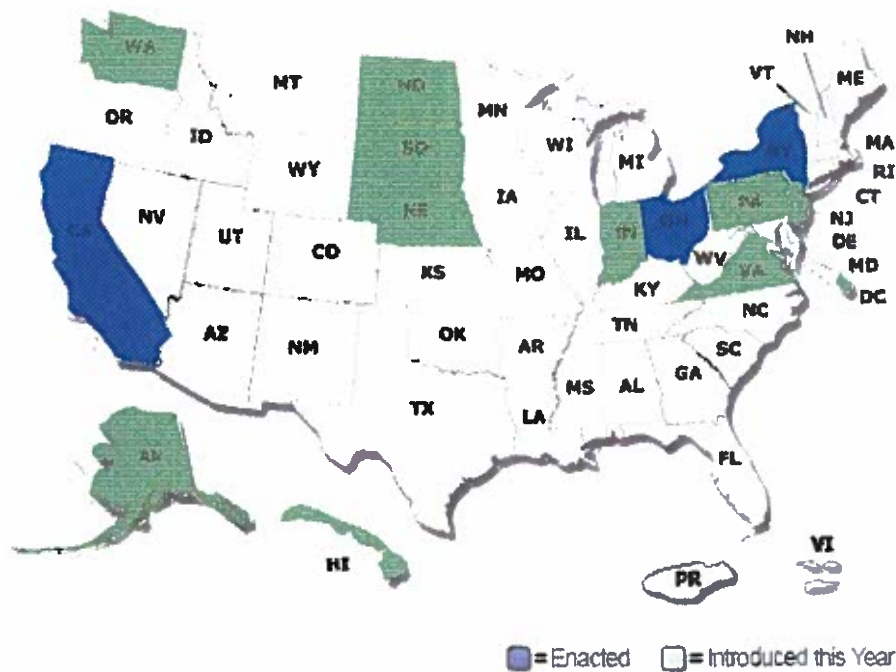 NH
WA
VT
ME
MT
ND
OR
MN
ID
WI
NY
MA
SD
MI
RI
WY
IA
CT
NE
PA
NV
NJ
CA
IL
IN
OH
UT
DE
CO
WV
KS
MO
VA
MD
KY
DC
NC
AZ
OK
TN
NM
AR
SC
GA
MS
AL
TX
LA
AK
FL
HI
VI
PR
= Enacted = Introduced this Year